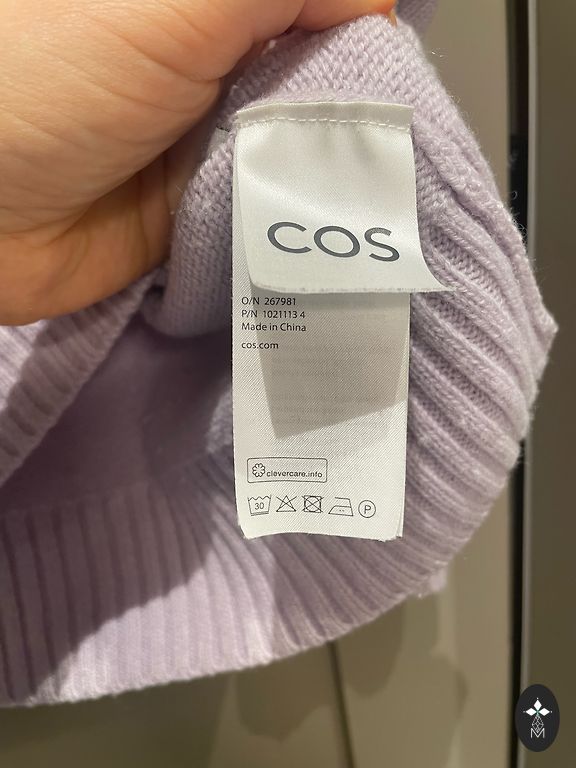 COS
O/N 267981
P/N 1021113 4
Made in China
cos.com
clevercare.info
30
P
M